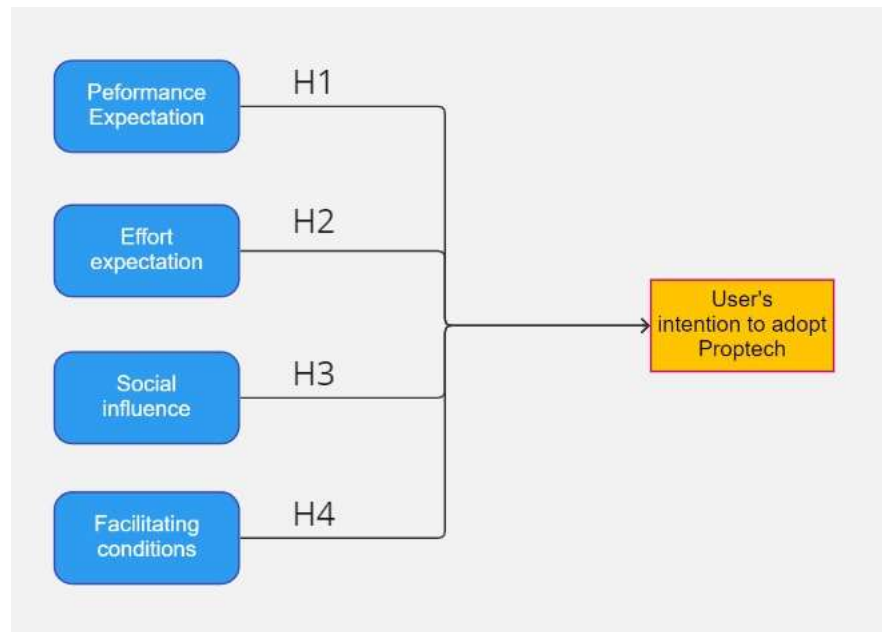 Peformance
Expectation
H1
Effort
expectation
H2
Social
influence
H3
Facilitating
conditions
H4
User's
intention to adopt
Proptech